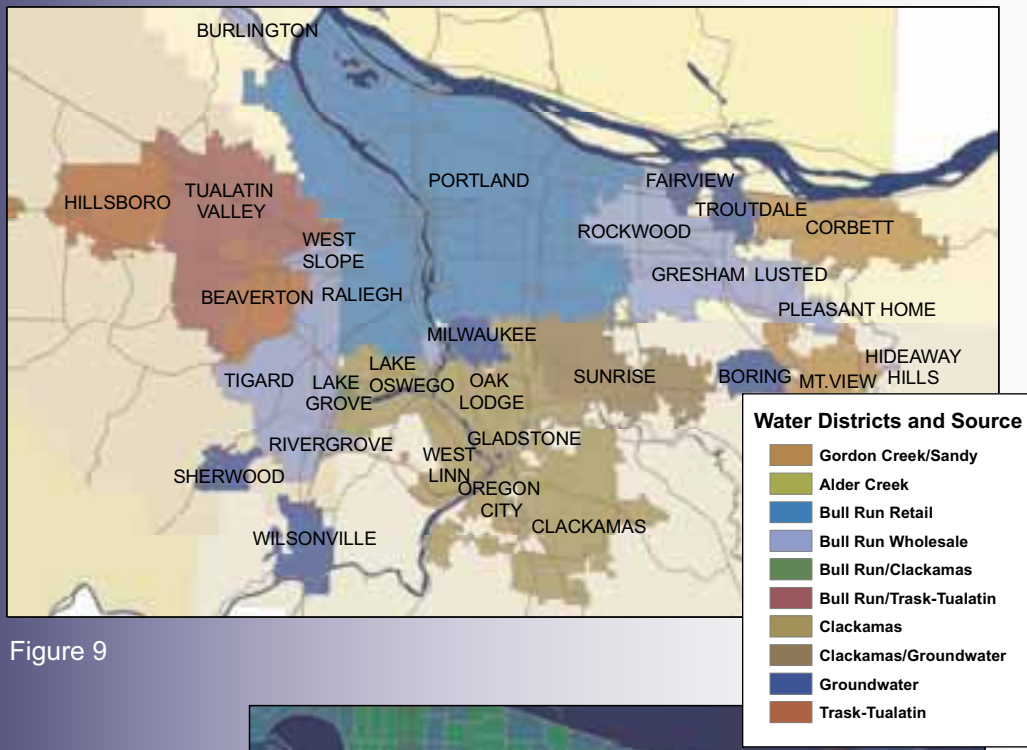 BURLINGTON
PORTLAND
FAIRVIEW
TROUTDALE
CORBETT
HILLSBORO
TUALATIN
VALLEY
ROCKWOOD
WEST
SLOPE
GRESHAM LUSTED
BEAVERTON
RALIEGH
PLEASANT HOME
MILWAUKEE
LAKE
OSWEGO
HIDEAWAY
HILLS
TIGARD
LAKE
GROVE
OAK
LODGE
SUNRISE
BORING
MT.VIEW
RIVERGROVE
GLADSTONE
SHERWOOD
WEST
LINN
OREGON
CITY
CLACKAMAS
WILSONVILLE
Water Districts and Source
Gordon Creek/Sandy
Alder Creek
Bull Run Retail
Bull Run Wholesale
Bull Run/Clackamas
Bull Run/Trask-Tualatin
Clackamas
Clackamas/Groundwater
Groundwater
Trask-Tualatin
Figure 9